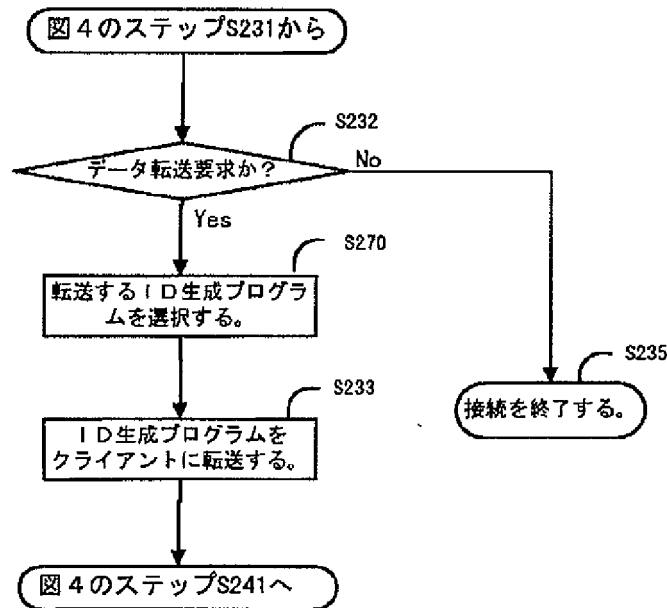 図４のステップS231から
S232
データ転送要求か？
No
Yes
S270
転送するＩＤ生成プログラ
ムを選択する。
S235
接続を終了する。
S233
ＩＤ生成プログラムを
クライアントに転送する。
図４のステップS241へ